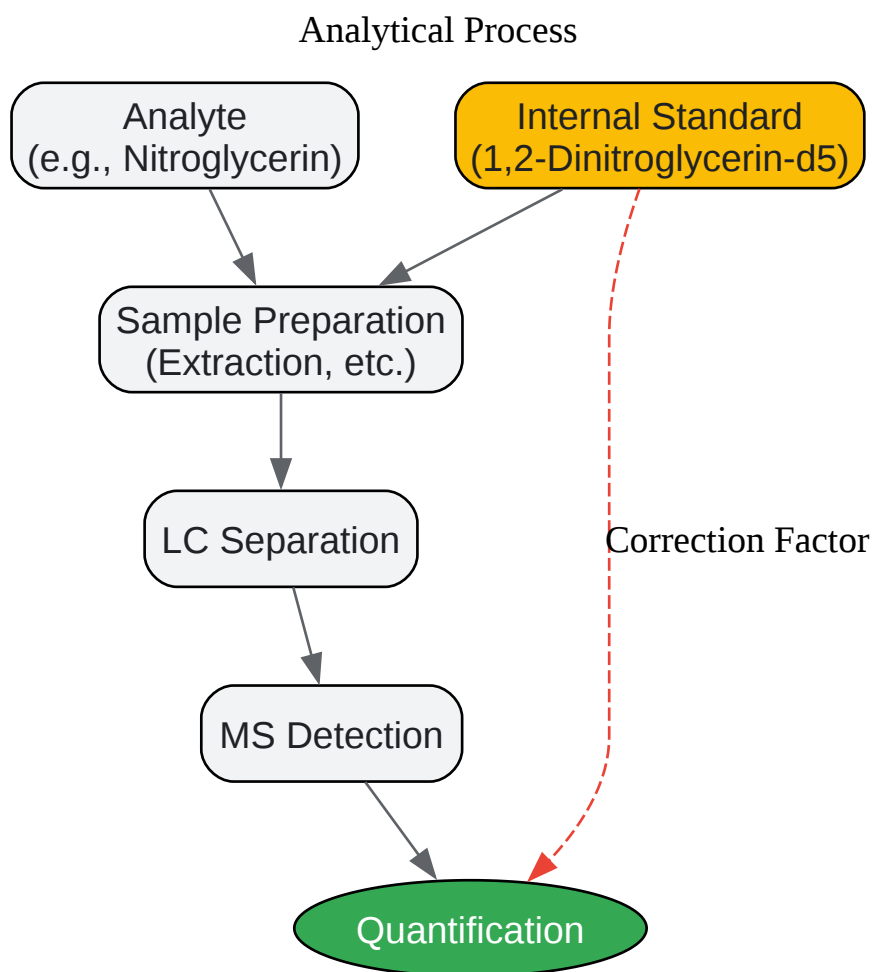 Analytical Process
Analyte
(e.g., Nitroglycerin)
Internal Standard
(1,2-Dinitroglycerin-d5)
Sample Preparation
(Extraction, etc.)
LC Separation
Correction Factor
MS Detection
Quantification